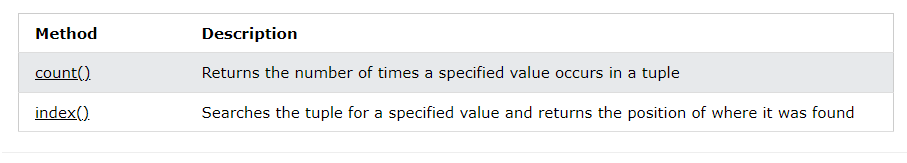 Method Description
count() Returns the number of times a specified value occurs in a tuple
index() Searches the tuple for a specified value and returns the position of where it was found